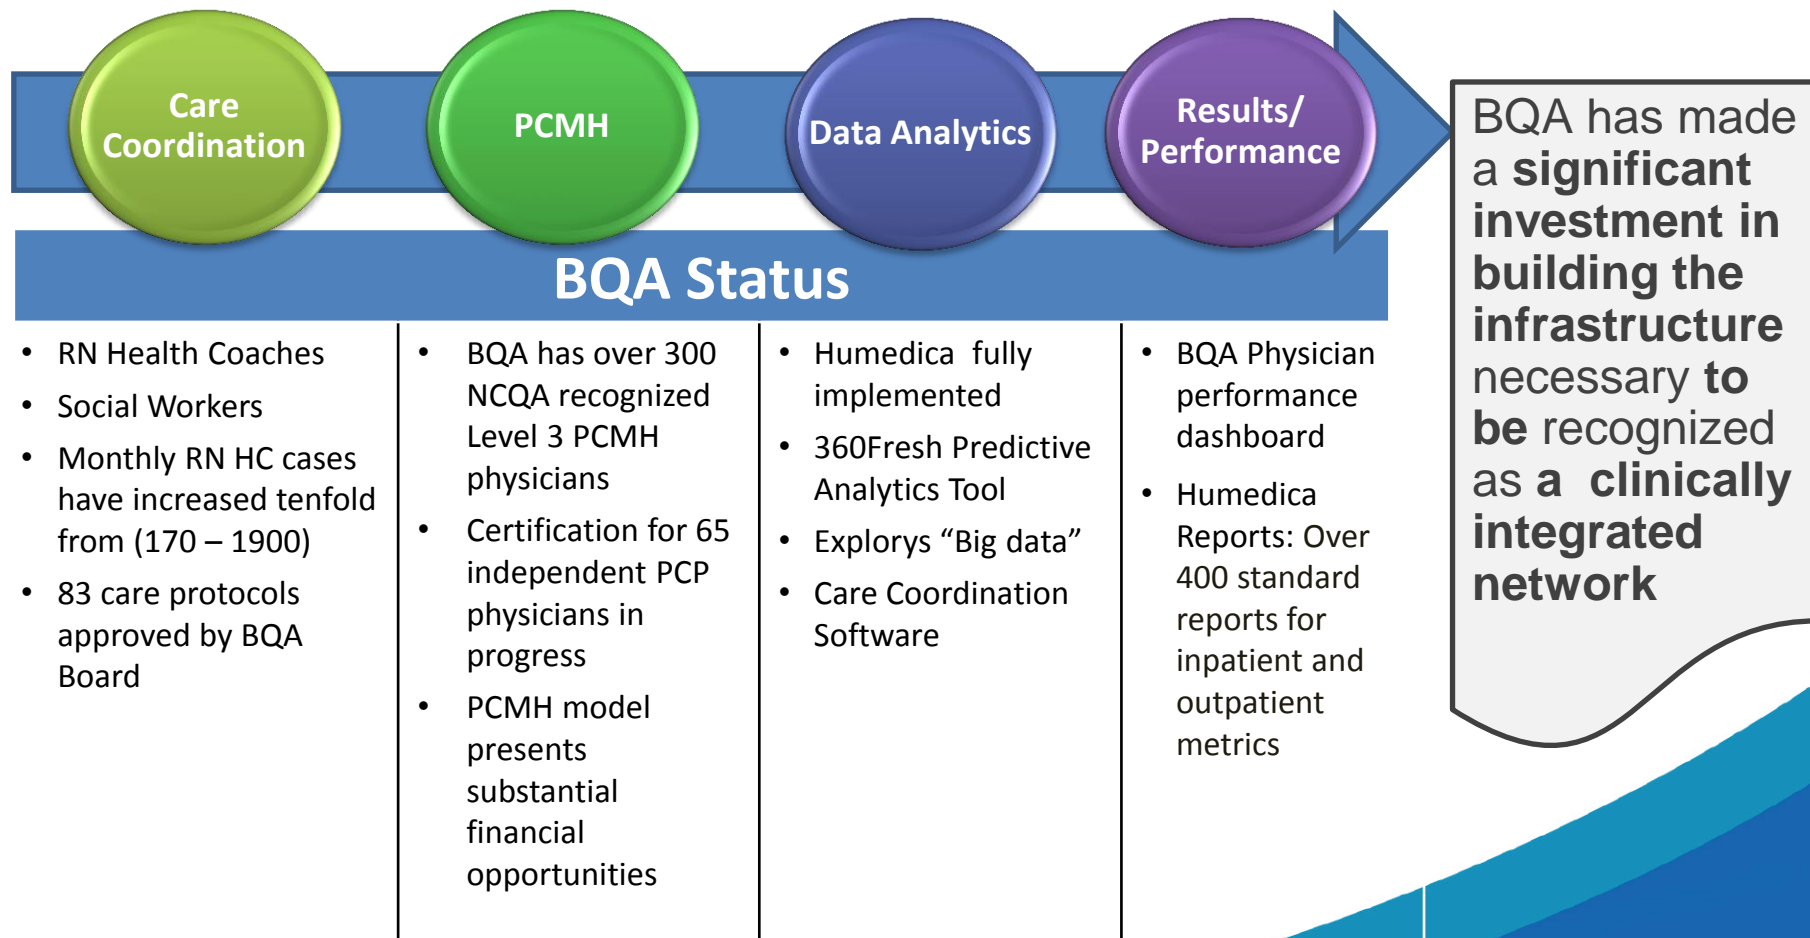 Care
Coordination
PCMH
Data Analytics
Results/
Performance
BQA Status
• RN Health Coaches
• Social Workers
• Monthly RN HC cases
have increased tenfold
from (170 – 1900)
• 83 care protocols
approved by BQA
Board
• BQA has over 300
NCQA recognized
Level 3 PCMH
physicians
• Certification for 65
independent PCP
physicians in
progress
• PCMH model
presents
substantial
financial
opportunities
• Humedica fully
implemented
• 360Fresh Predictive
Analytics Tool
• Explorys “Big data”
• Care Coordination
Software
• BQA Physician
performance
dashboard
• Humedica
Reports: Over
400 standard
reports for
inpatient and
outpatient
metrics
BQA has made
a significant
investment in
building the
infrastructure
necessary to
be recognized
as a clinically
integrated
network